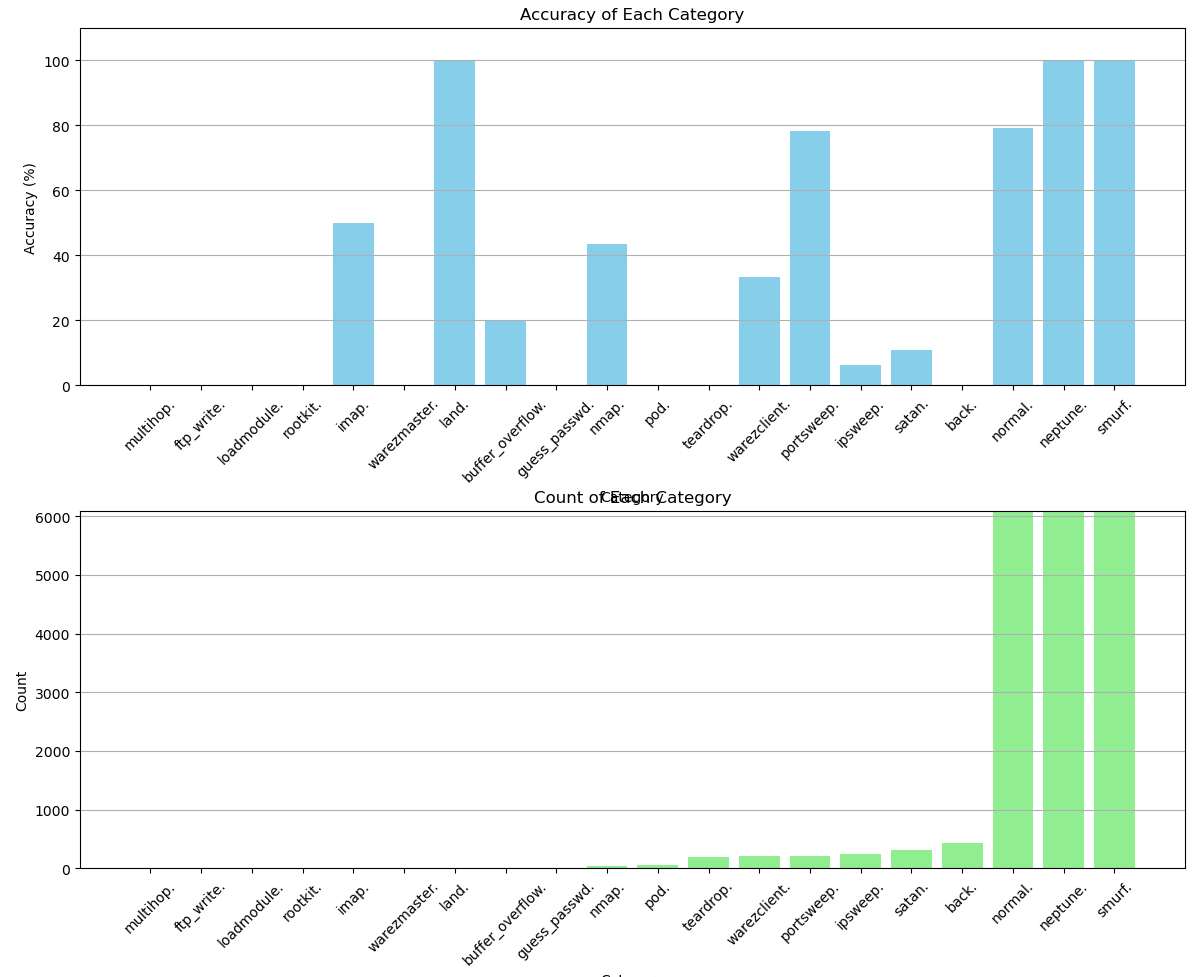 Accuracy of Each Category
Accuracy (%)
100
80
60
40
20
0
multihop.
ftp_write.
loadmodule.
rootkit.
imap.
warezmaster.
land.
buffer_overflow.
guess_passwd.
nmap.
pod.
teardrop.
warezclient.
portsweep.
ipsweep.
satan.
back.
normal.
neptune.
smurf.
Category
Count of Each Category
Count
6000
5000
4000
3000
2000
1000
0
multihop.
ftp_write.
loadmodule.
rootkit.
imap.
warezmaster.
land.
buffer_overflow.
guess_passwd.
nmap.
pod.
teardrop.
warezclient.
portsweep.
ipsweep.
satan.
back.
normal.
neptune.
smurf.